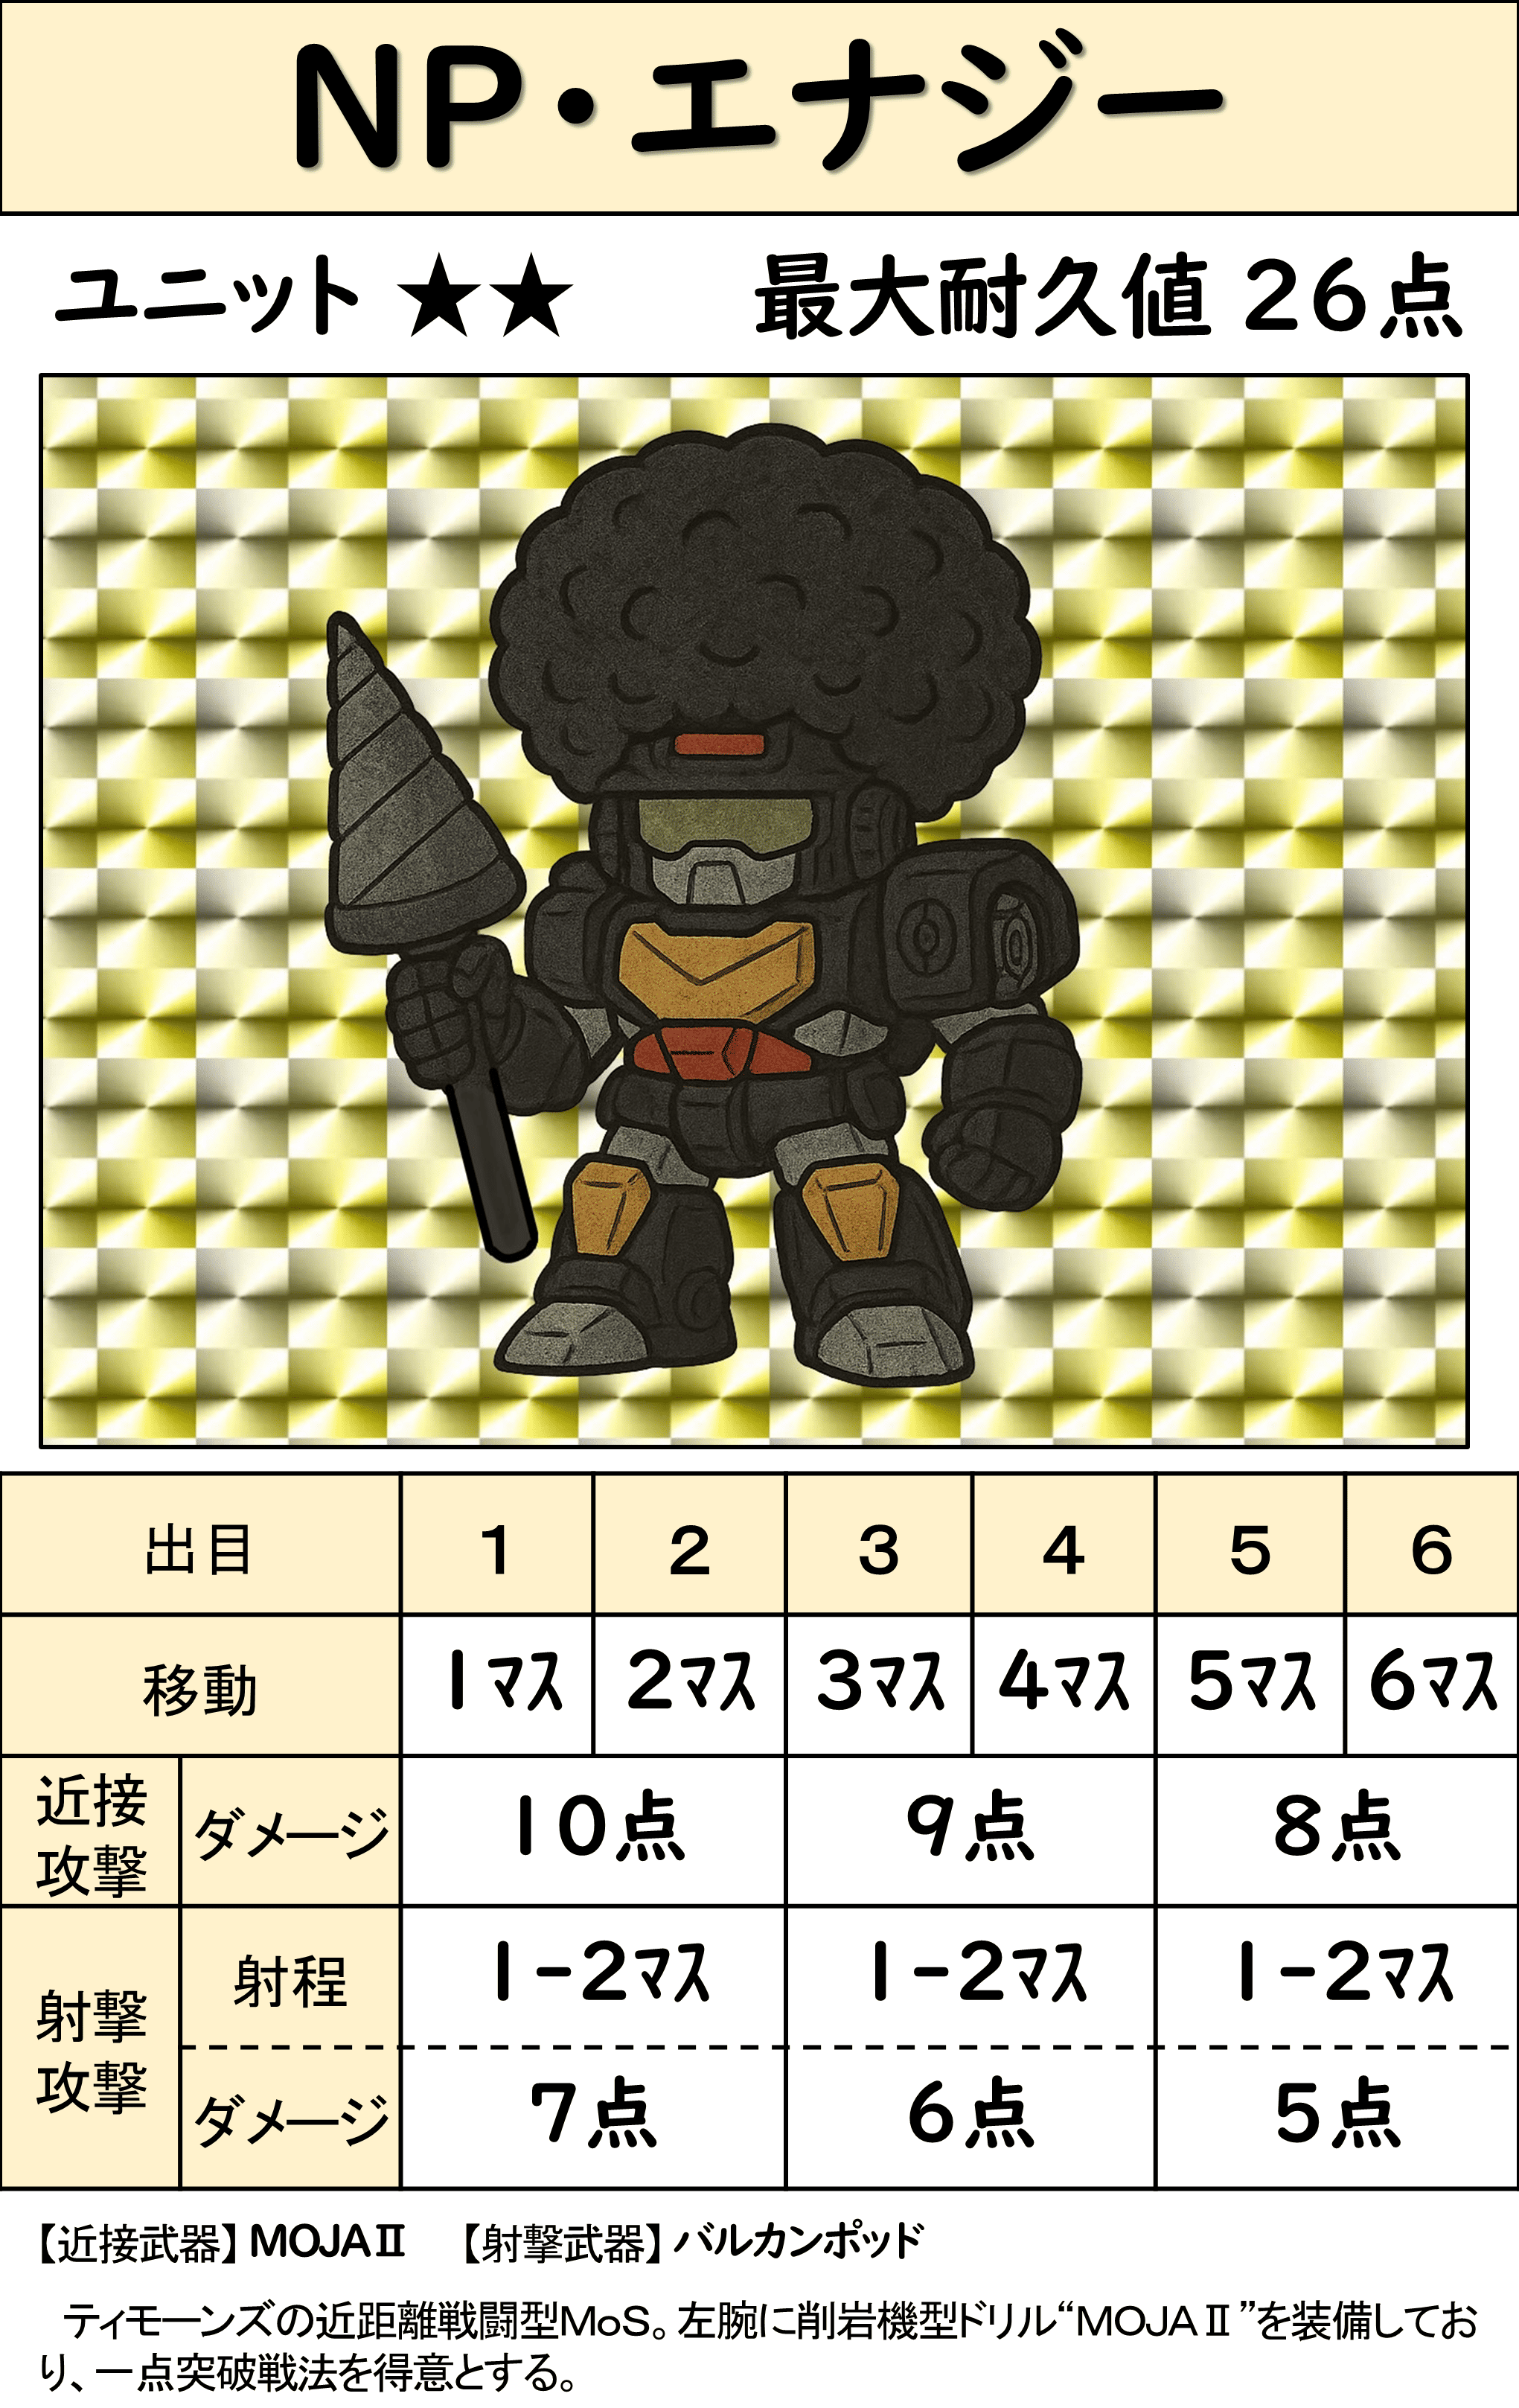 NP・エナジー
ユニット ★★ 最大耐久値 26点
出目 1 2 3 4 5 6
移動 1マス 2マス 3マス 4マス 5マス 6マス
近接攻撃 ダメージ 10点 9点 8点
射撃攻撃 射程 1-2マス 1-2マス 1-2マス
ダメージ 7点 6点 5点
【近接武器】MOJAⅡ 【射撃武器】バルカンポッド
ティモーンズの近距離戦闘型MoS。左腕に削岩機型ドリル“MOJAⅡ”を装備してお
り、一点突破戦法を得意とする。